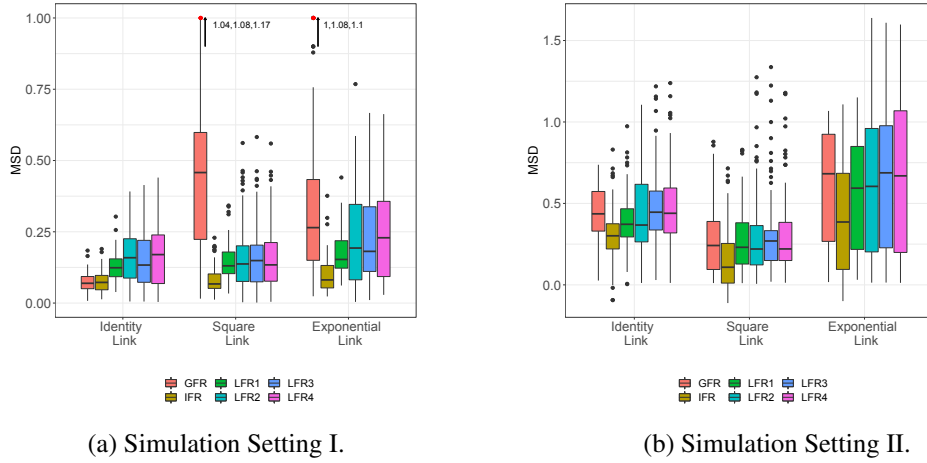 1.04,1.08,1.17
1,1.08,1.1
1.00
0.75
0.50
0.25
0.00
MSD
Identity
Link
Square
Link
Exponential
Link
GFR
LFR1
LFR3
IFR
LFR2
LFR4
(a) Simulation Setting I.
1.5
1.0
0.5
0.0
MSD
Identity
Link
Square
Link
Exponential
Link
GFR
LFR1
LFR3
IFR
LFR2
LFR4
(b) Simulation Setting II.